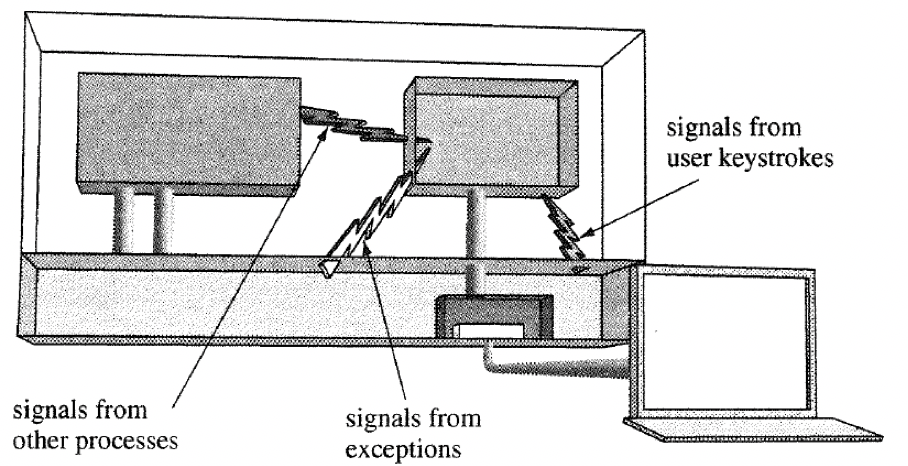 signals from
user keystrokes
signals from
other processes
signals from
exceptions